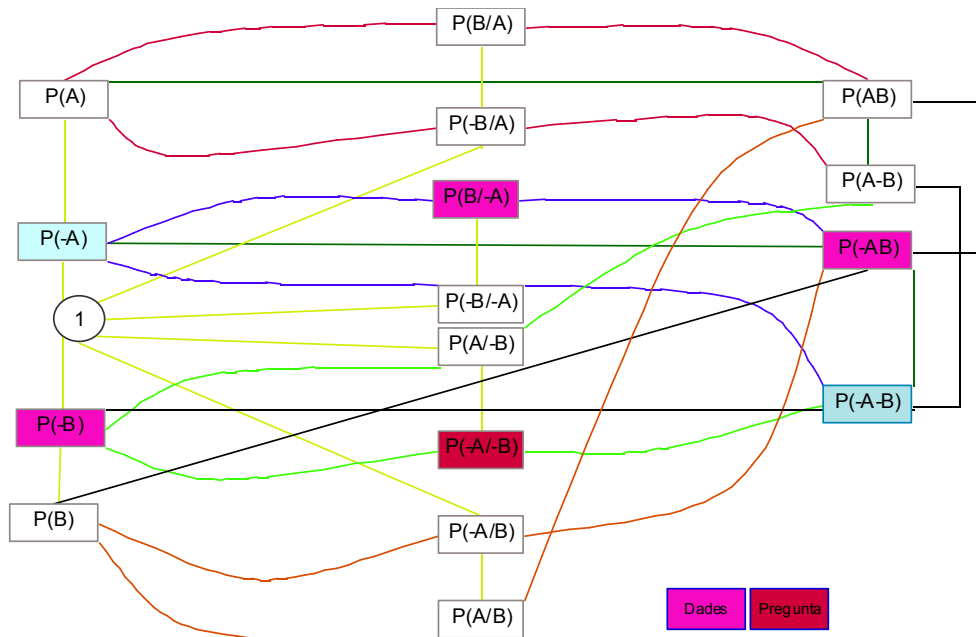 P(B/A)
P(A)
P(AB)
P(-B/A)
P(A-B)
P(B/-A)
P(-A)
P(-AB)
P(-B/-A)
1
P(A/-B)
P(-A-B)
P(-B)
P(-A/-B)
P(B)
P(-A/B)
P(A/B)
Dades
Pregunta